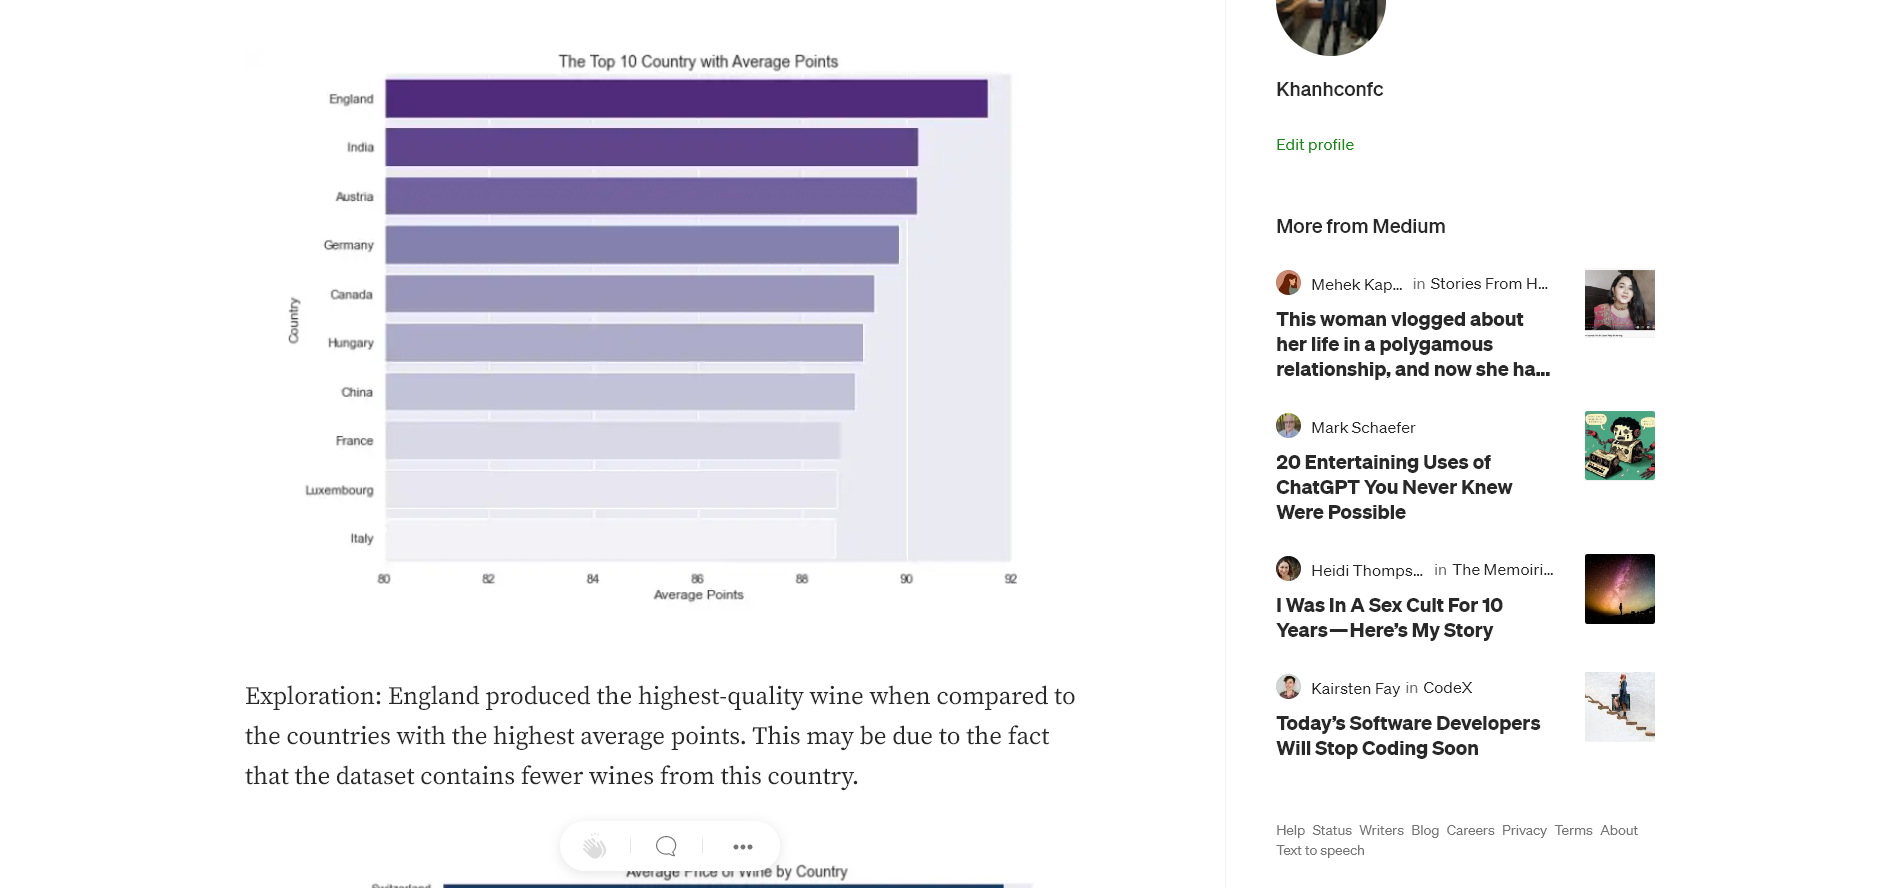 The Top 10 Country with Average Points
England
India
Austria
Germany
Canada
Hungary
China
France
Luxembourg
Italy
Country
80 82 84 86 88 90 92
Average Points
Exploration: England produced the highest-quality wine when compared to
the countries with the highest average points. This may be due to the fact
that the dataset contains fewer wines from this country.
Average Price of Wine by Country
Switzerland
Khanhconfc
Edit profile
More from Medium
Mehek Kap... in Stories From H...
This woman vlogged about
her life in a polygamous
relationship, and now she ha...
Mark Schaefer
20 Entertaining Uses of
ChatGPT You Never Knew
Were Possible
Heidi Thomps... in The Memoiri...
I Was In A Sex Cult For 10
Years—Here’s My Story
Kairsten Fay in CodeX
Today’s Software Developers
Will Stop Coding Soon
Help Status Writers Blog Careers Privacy Terms About
Text to speech